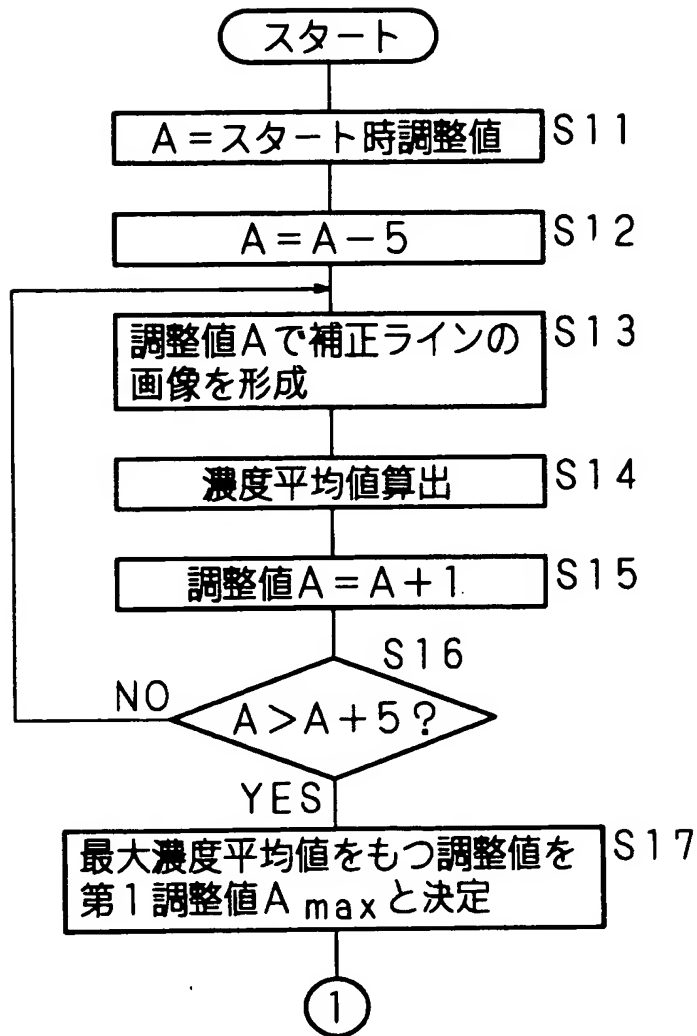 スタート
A=スタート時調整値 S11
A=A-5 S12
調整値Aで補正ラインの S13
画像を形成
濃度平均値算出 S14
調整値A=A+1 S15
S16
NO
A>A+5?
YES
最大濃度平均値をもつ調整値を S17
第1調整値A maxと決定
1